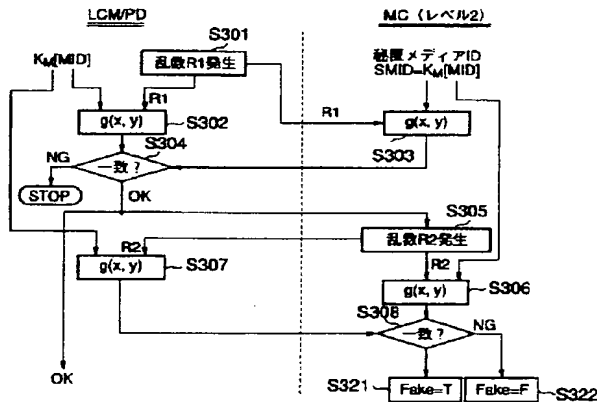 LCM/PD
MC (レベル2)
S301
KM[MID]
乱数R1発生
秘匿メディアID
SMID=KM[MID]
R1
R1
g(x, y)
S302
g(x, y)
S303
S304
NG
一致?
STOP
OK
S305
乱数R2発生
R2
R2
g(x, y)
S307
g(x, y)
S306
S308
一致?
NG
OK
S321
Fake=T
Fake=F
S322